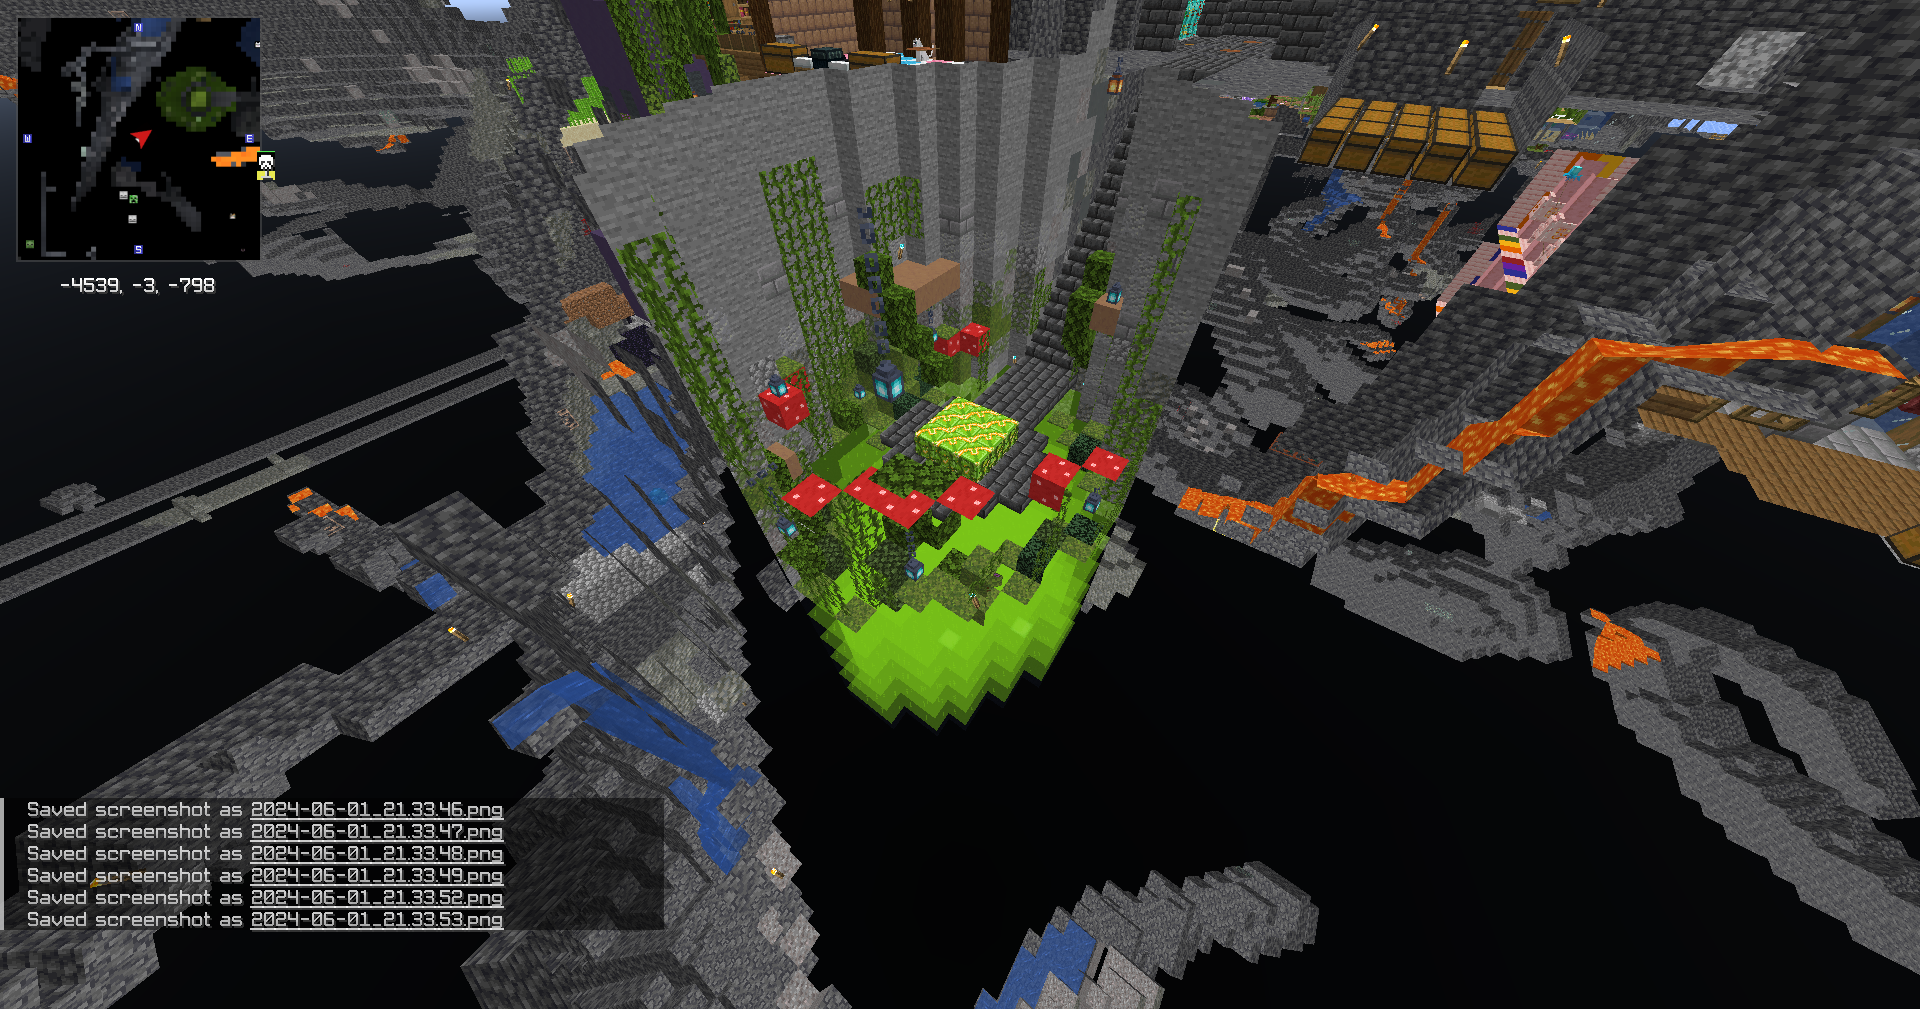 N
W
E
S
-4539, -3, -798
Saved screenshot as 2024-06-01_21.33.46.png
Saved screenshot as 2024-06-01_21.33.47.png
Saved screenshot as 2024-06-01_21.33.48.png
Saved screenshot as 2024-06-01_21.33.49.png
Saved screenshot as 2024-06-01_21.33.52.png
Saved screenshot as 2024-06-01_21.33.53.png